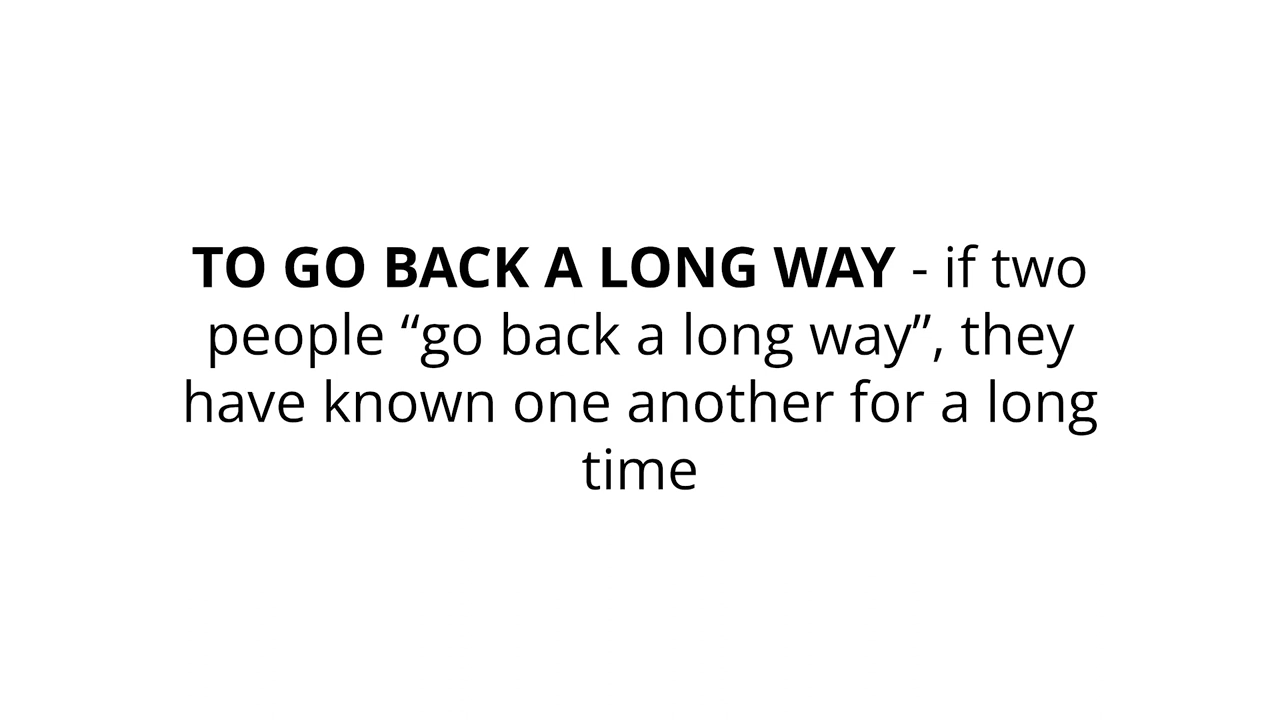 TO GO BACK A LONG WAY - if two
people “go back a long way”, they
have known one another for a long
time